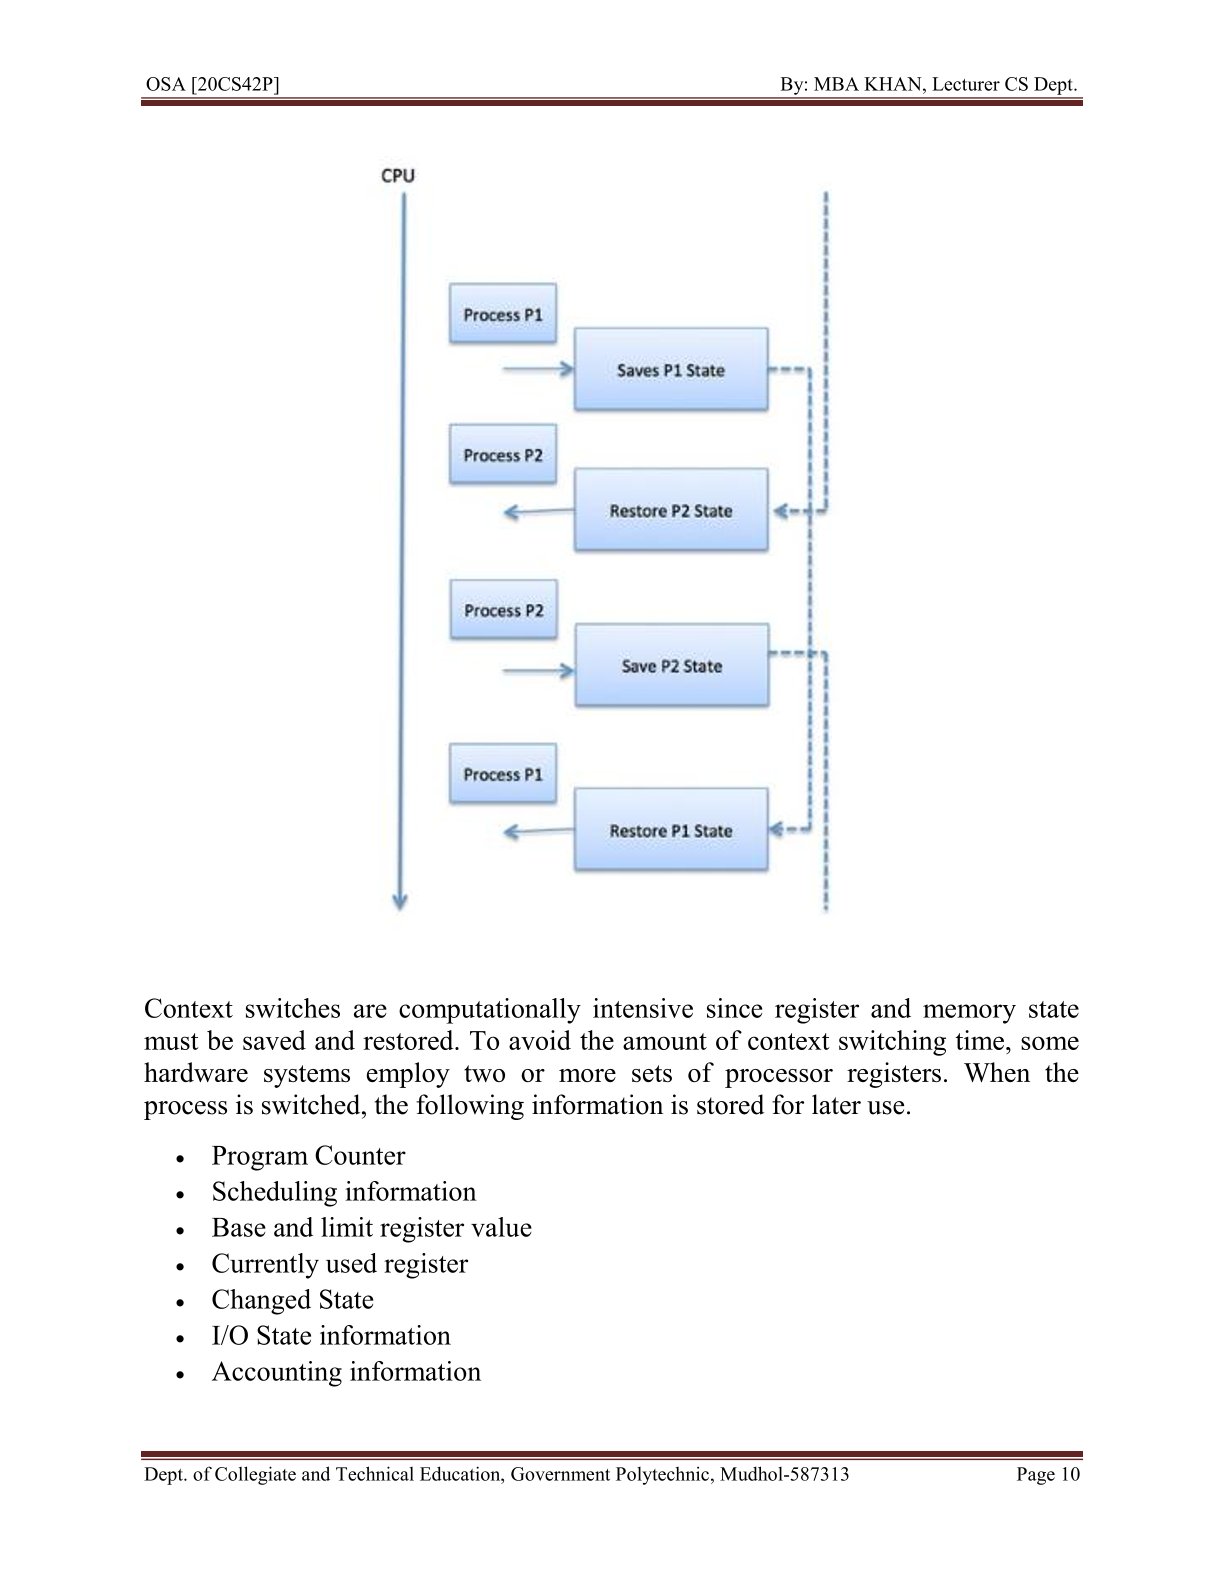 OSA [20CS42P] By: MBA KHAN, Lecturer CS Dept.
CPU
Process P1
Saves P1 State
Process P2
Restore P2 State
Process P2
Save P2 State
Process P1
Restore P1 State
Context switches are computationally intensive since register and memory state
must be saved and restored. To avoid the amount of context switching time, some
hardware systems employ two or more sets of processor registers. When the
process is switched, the following information is stored for later use.
• Program Counter
• Scheduling information
• Base and limit register value
• Currently used register
• Changed State
• I/O State information
• Accounting information
Dept. of Collegiate and Technical Education, Government Polytechnic, Mudhol-587313 Page 10